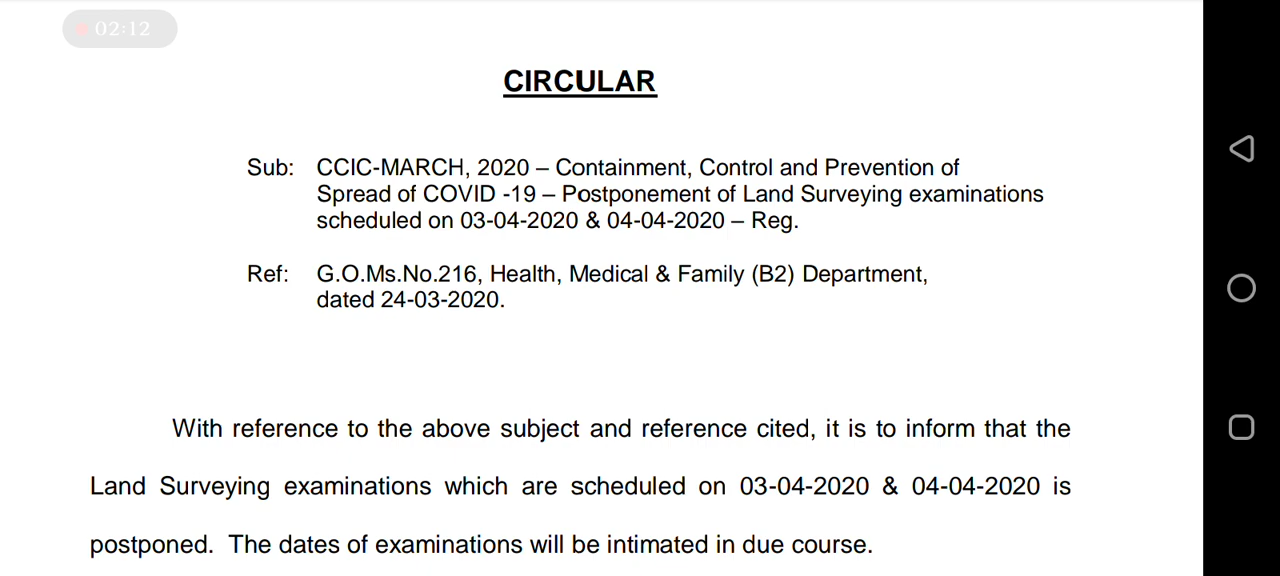 02:12
CIRCULAR
Sub: CCIC-MARCH, 2020 – Containment, Control and Prevention of
Spread of COVID -19 – Postponement of Land Surveying examinations
scheduled on 03-04-2020 & 04-04-2020 – Reg.
Ref: G.O.Ms.No.216, Health, Medical & Family (B2) Department,
dated 24-03-2020.
With reference to the above subject and reference cited, it is to inform that the
Land Surveying examinations which are scheduled on 03-04-2020 & 04-04-2020 is
postponed. The dates of examinations will be intimated in due course.